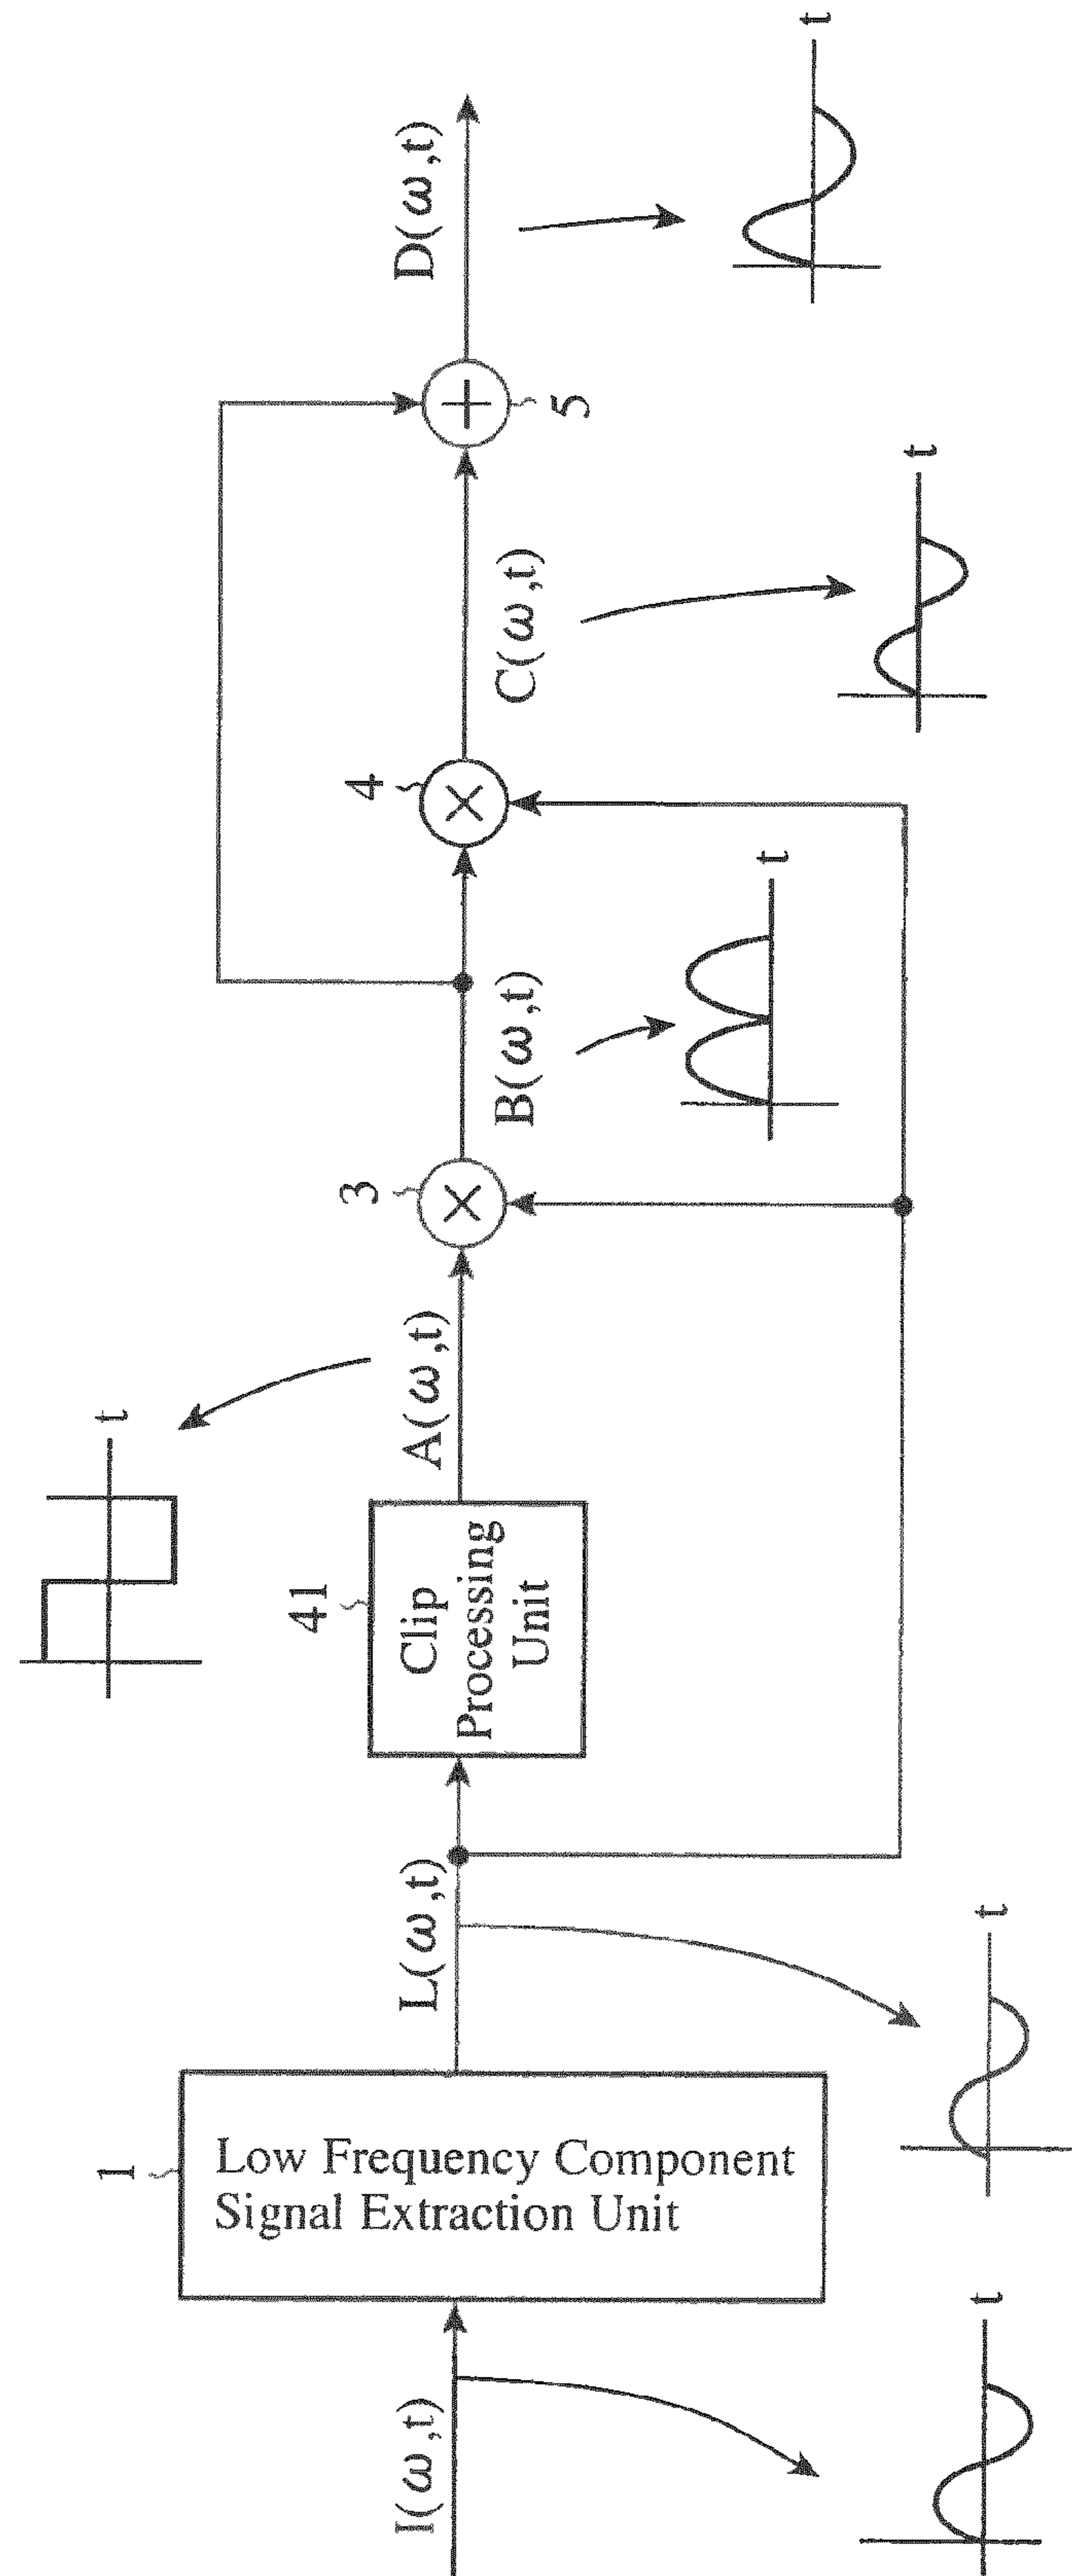 I(ω,t)
1
Low Frequency Component
Signal Extraction Unit
L(ω,t)
41
Clip
Processing
Unit
A(ω,t)
3
B(ω,t)
4
C(ω,t)
5
D(ω,t)
t
t
t
t
t
t